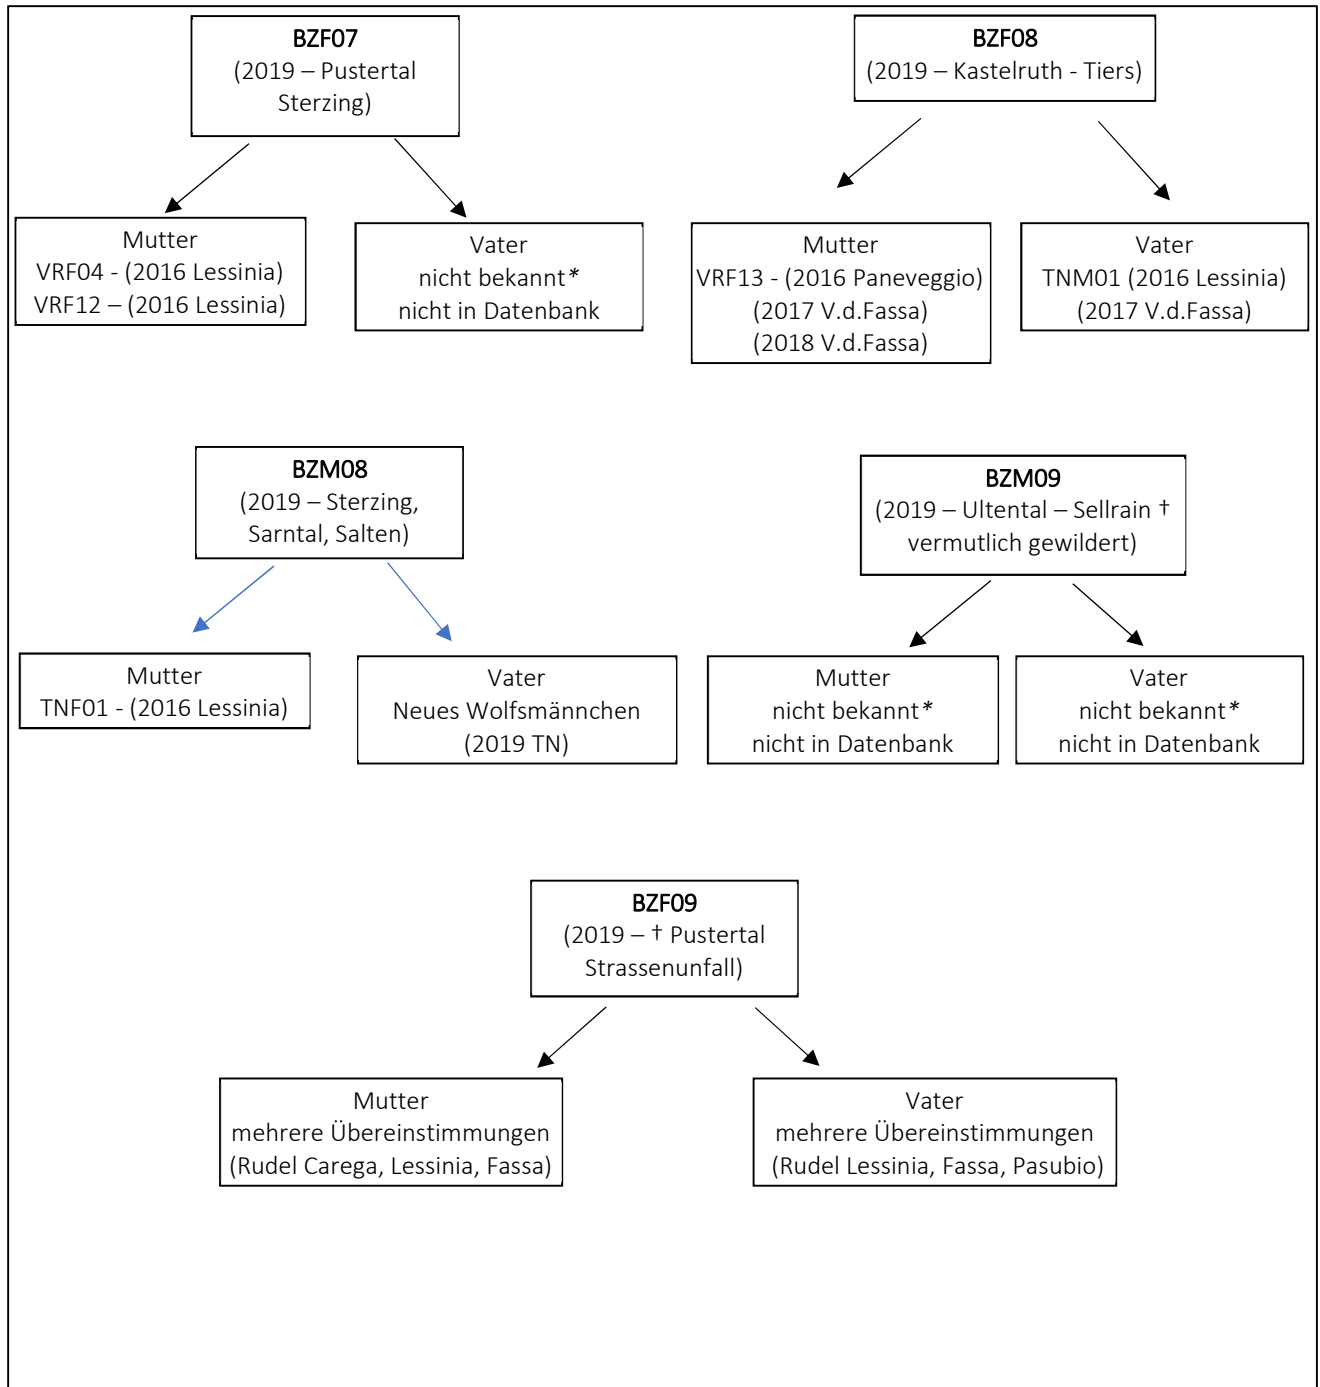 BZF07
(2019 – Pustertal
Sterzing)
BZF08
(2019 – Kastelruth - Tiers)
Mutter
VRF04 - (2016 Lessinia)
VRF12 – (2016 Lessinia)
Vater
nicht bekannt*
nicht in Datenbank
Mutter
VRF13 - (2016 Paneveggio)
(2017 V.d.Fassa)
(2018 V.d.Fassa)
Vater
TNM01 (2016 Lessinia)
(2017 V.d.Fassa)
BZM08
(2019 – Sterzing,
Sarntal, Salten)
BZM09
(2019 – Ultental – Sellrain †
vermutlich gewildert)
Mutter
TNF01 - (2016 Lessinia)
Vater
Neues Wolfsmännchen
(2019 TN)
Mutter
nicht bekannt*
nicht in Datenbank
Vater
nicht bekannt*
nicht in Datenbank
BZF09
(2019 – † Pustertal
Strassenunfall)
Mutter
mehrere Übereinstimmungen
(Rudel Carega, Lessinia, Fassa)
Vater
mehrere Übereinstimmungen
(Rudel Lessinia, Fassa, Pasubio)